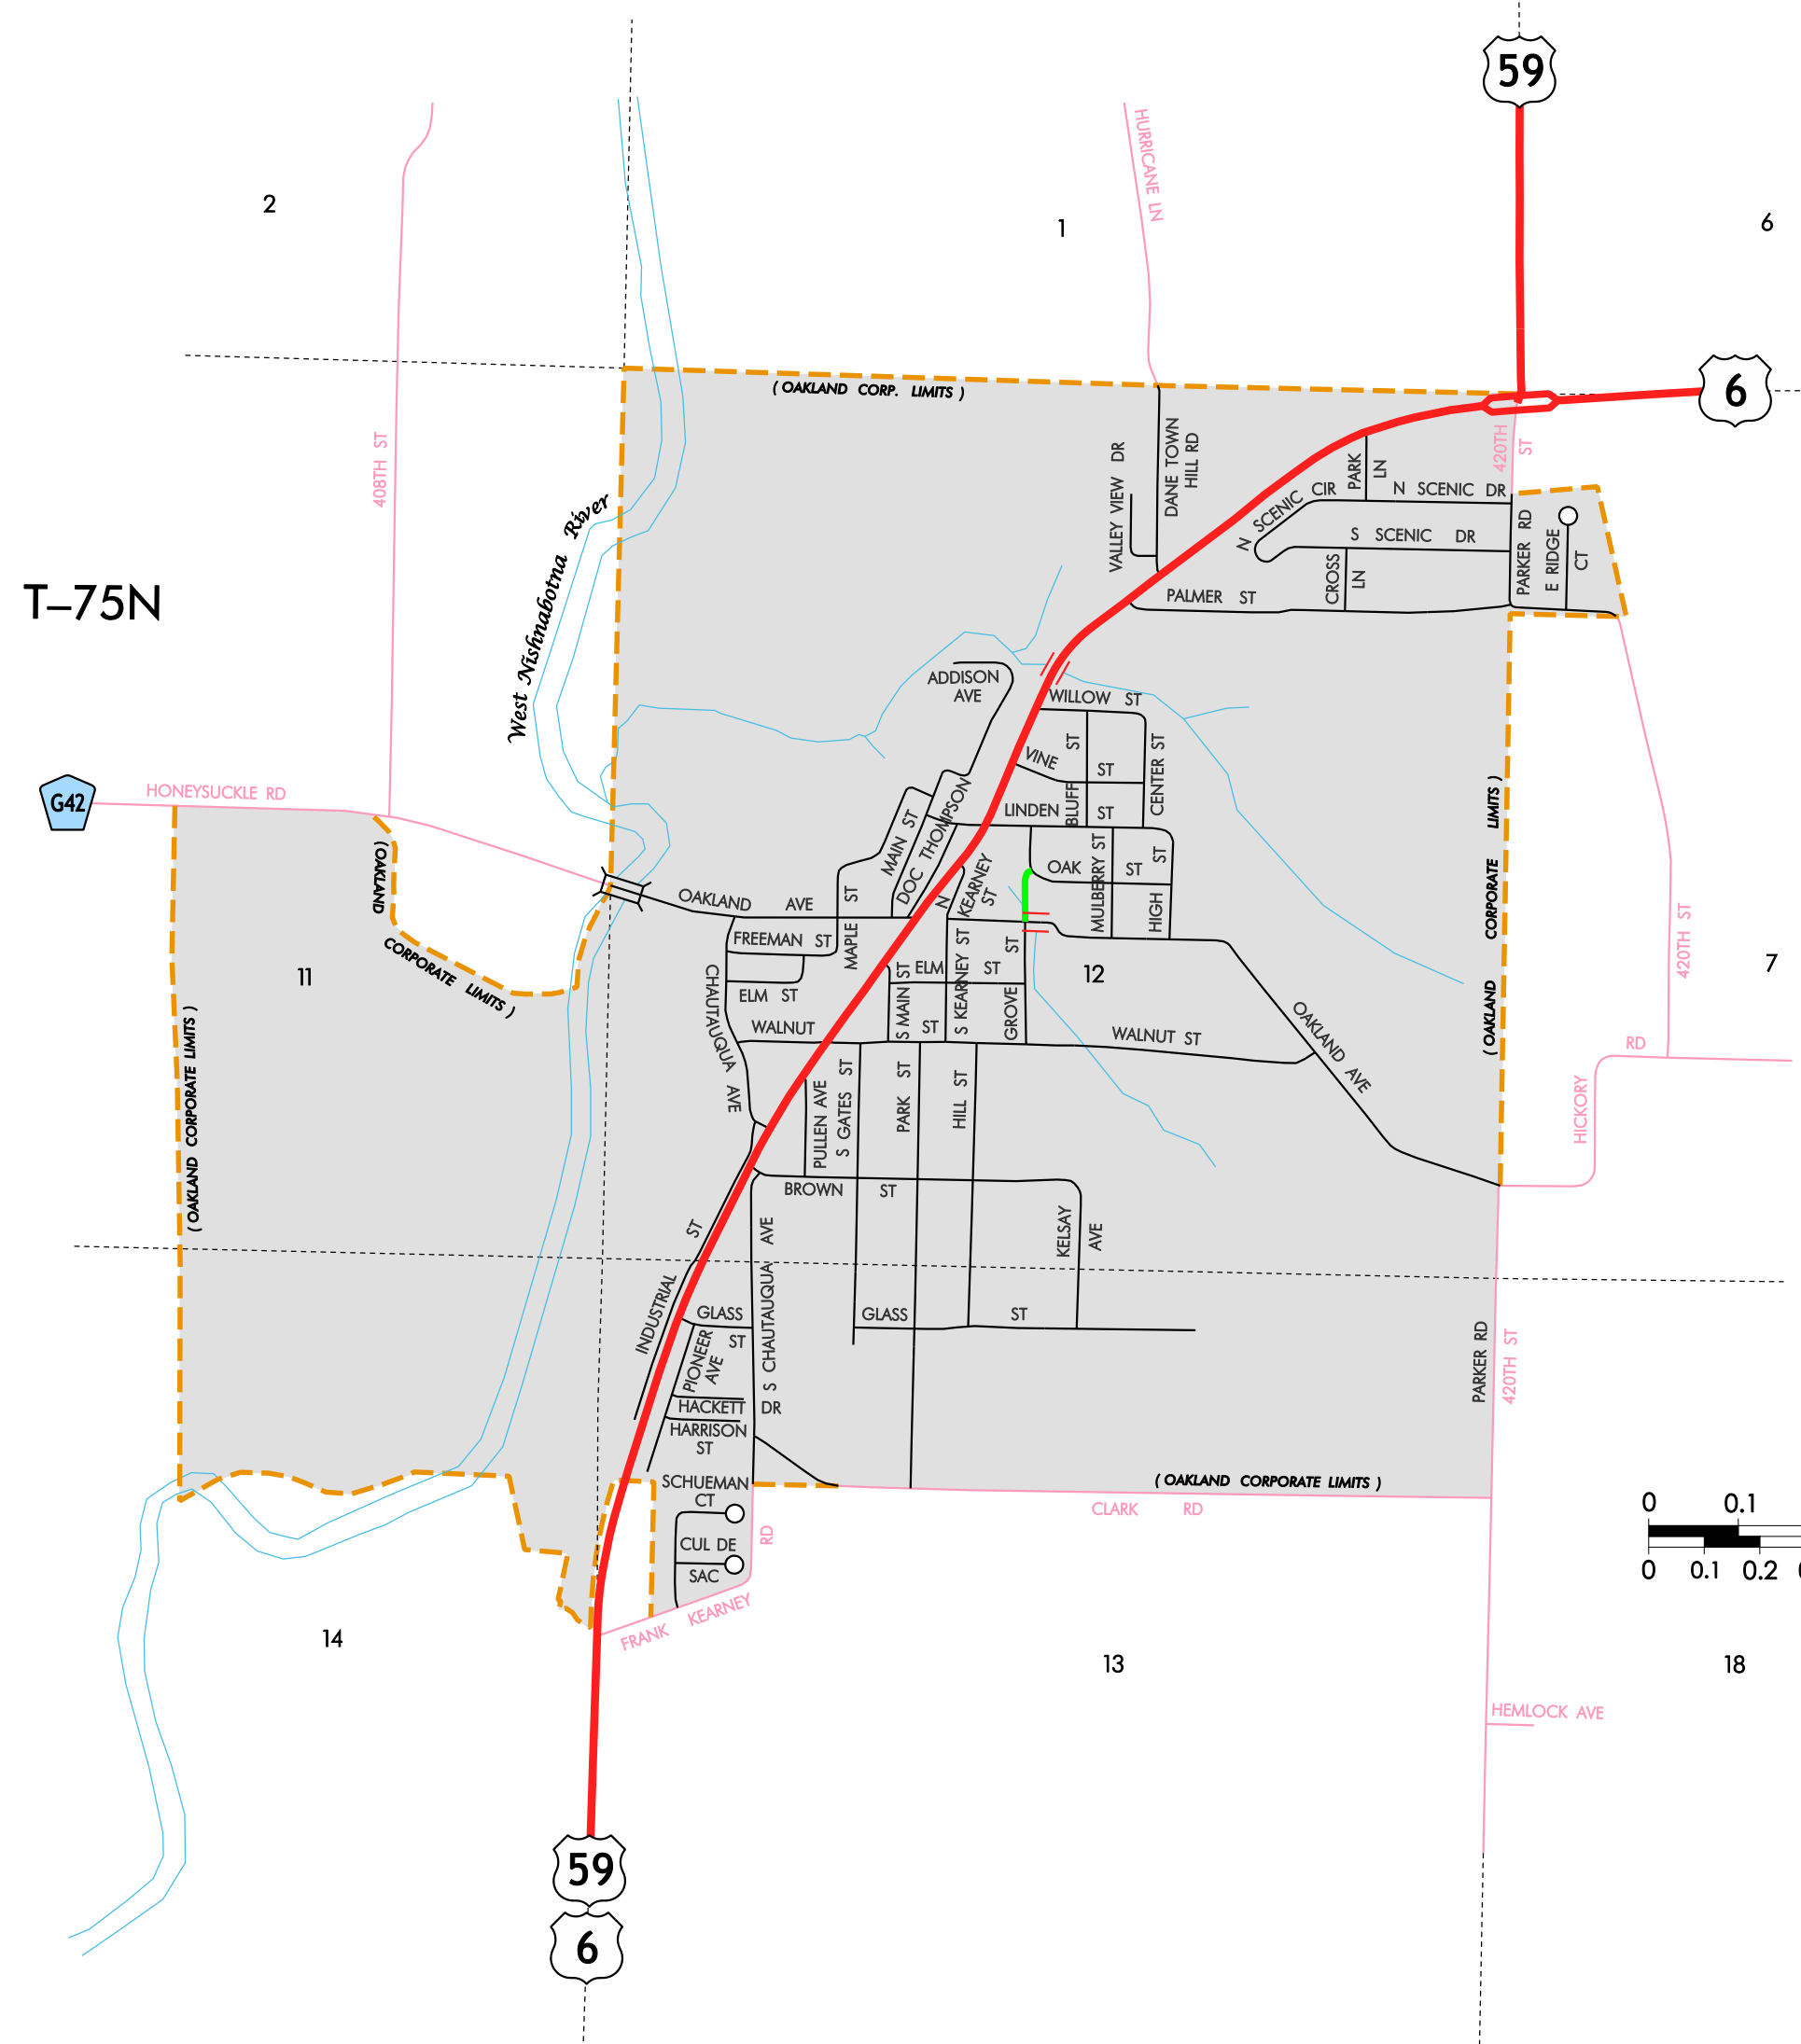 59
2
1
6
HURRICANE LN
( OAKLAND CORP. LIMITS )
6
408TH ST
420TH ST
VALLEY VIEW DR
DANE TOWN HILL RD
PARK LN
N SCENIC CIR
N SCENIC DR
S SCENIC DR
CROSS LN
PARKER RD
E RIDGE CT
PALMER ST
T–75N
West Nishnabotna River
ADDISON
AVE
WILLOW ST
VINE ST
BLUFF ST
CENTER ST
LINDEN ST
G42
HONEYSUCKLE RD
( OAKLAND CORPORATE LIMITS )
MAIN ST
DOC THOMPSON
N KEARNEY ST
OAK ST
MULBERRY ST
HIGH ST
OAKLAND AVE
MAPLE ST
FREEMAN ST
ELM ST
ELM ST
CHAUTAUQUA AVE
S MAIN ST
S KEARNEY ST
GROVE ST
11
12
7
420TH ST
( OAKLAND CORPORATE LIMITS )
WALNUT ST
WALNUT ST
OAKLAND AVE
HICKORY RD
( OAKLAND CORPORATE LIMITS )
PULLEN AVE
S GATES ST
PARK ST
HILL ST
BROWN ST
KELSAY AVE
INDUSTRIAL ST
S CHAUTAUQUA AVE
GLASS ST
GLASS ST
PIONEER AVE
HACKETT DR
HARRISON
ST
PARKER RD
420TH ST
SCHUEMAN
CT
CUL DE
SAC
RD
( OAKLAND CORPORATE LIMITS )
CLARK RD
FRANK KEARNEY
0 0.1
0 0.1 0.2
14
13
18
HEMLOCK AVE
59
6